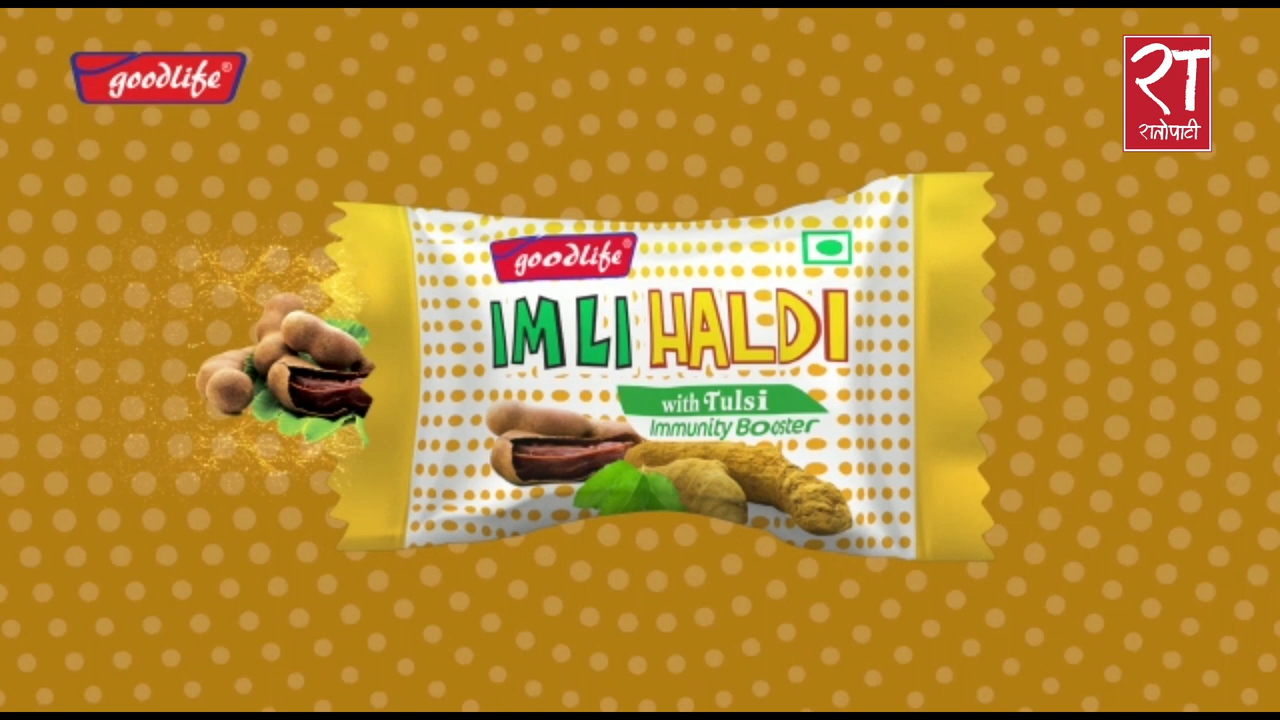 goodlife®
रा
रातोपाटी
goodlife®
IMLI HALDI
with Tulsi
Immunity Booster